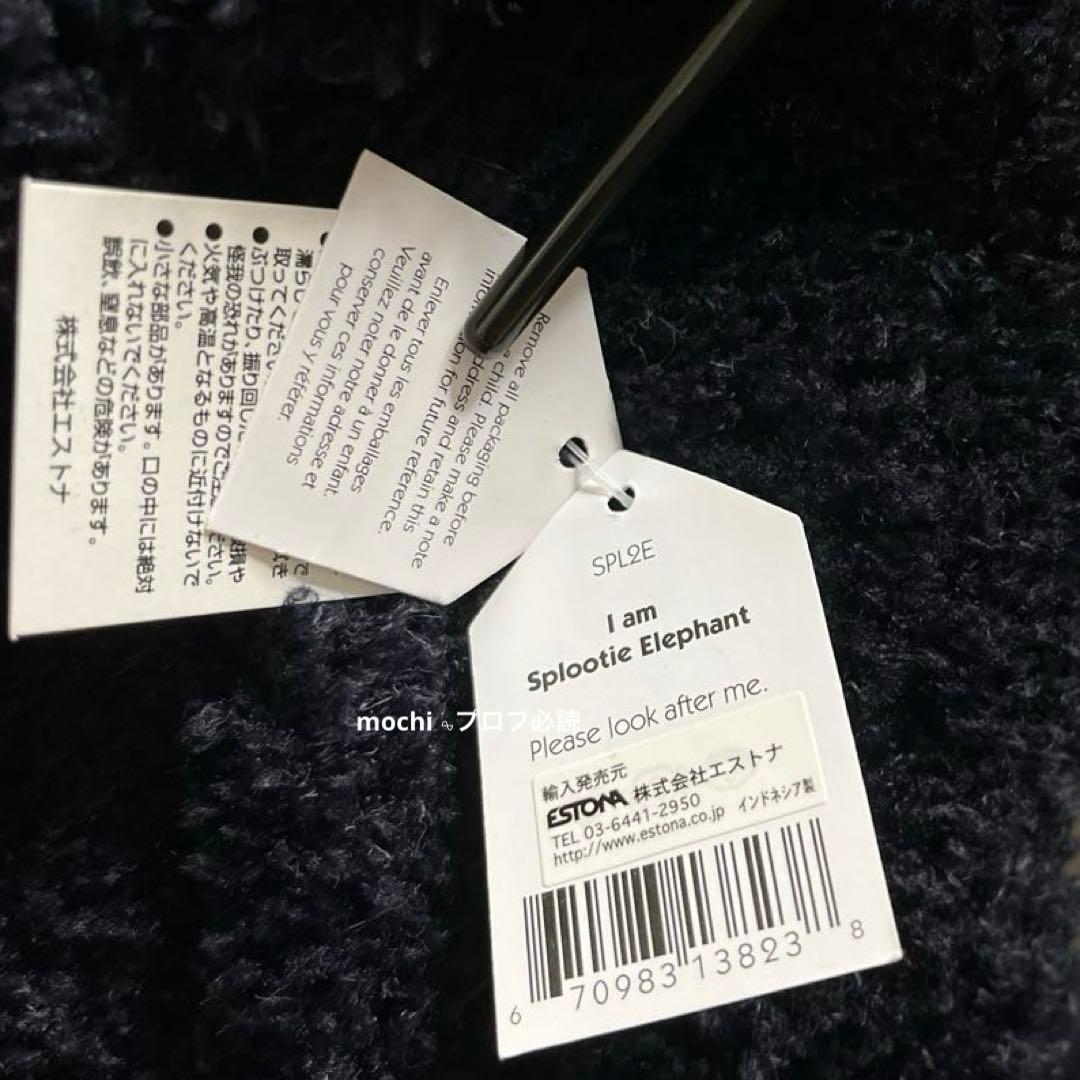 SPL2E
I am
Splootie Elephant
Please look after me.
輸入発売元
ESTONA 株式会社エストナ
TEL 03-6441-2950
http://www.estona.co.jp インドネシア製
6 70983 13823 8
Remove all packaging before
a child. Please make a note
address and
for future reference.
retain this
Enlever tous les emballages
avant de le donner à un enfant.
Veuillez noter notre adresse et
conserver ces informations
pour vous y référer.
取ってください
●ぶつけたり、振り回した
怪我の恐れがありますのでご注
ください。
●火気や高温となるものに近付けないで
ください。
●小さな部品があります。口の中には絶対
に入れないでください。
誤飲、窒息などの危険があります。
株式会社エストナ
mochi プロフ必読